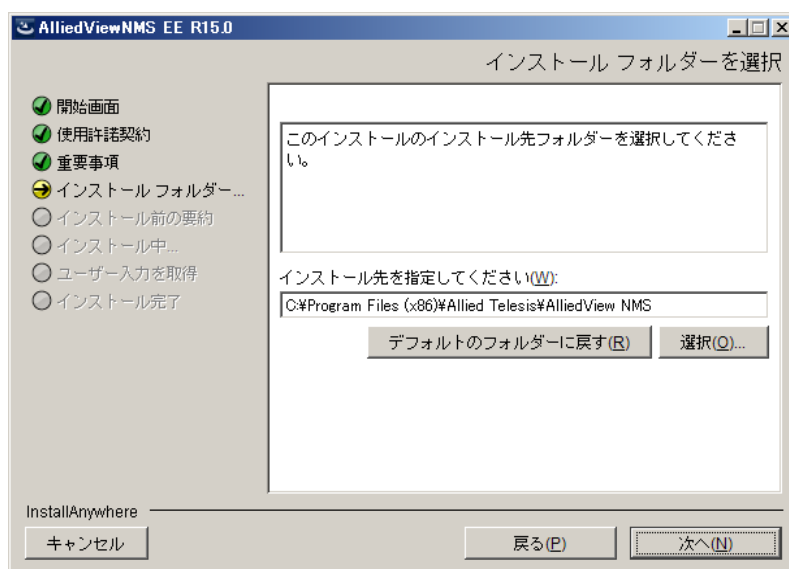 AlliedViewNMS EE R15.0
インストール フォルダーを選択
開始画面
使用許諾契約
重要事項
インストール フォルダー...
インストール前の要約
インストール中...
ユーザー入力を取得
インストール完了
このインストールのインストール先フォルダーを選択してくださ
い。
インストール先を指定してください(W):
C:¥Program Files (x86)¥Allied Telesis¥AlliedView NMS
デフォルトのフォルダーに戻す(R)
選択(O)...
InstallAnywhere
キャンセル
戻る(P)
次へ(N)